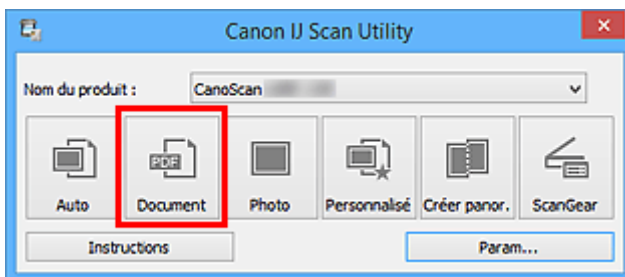 Canon IJ Scan Utility
Nom du produit : CanoScan
PDF
Auto Document Photo Personnalisé Créer panor. ScanGear
Instructions Param...